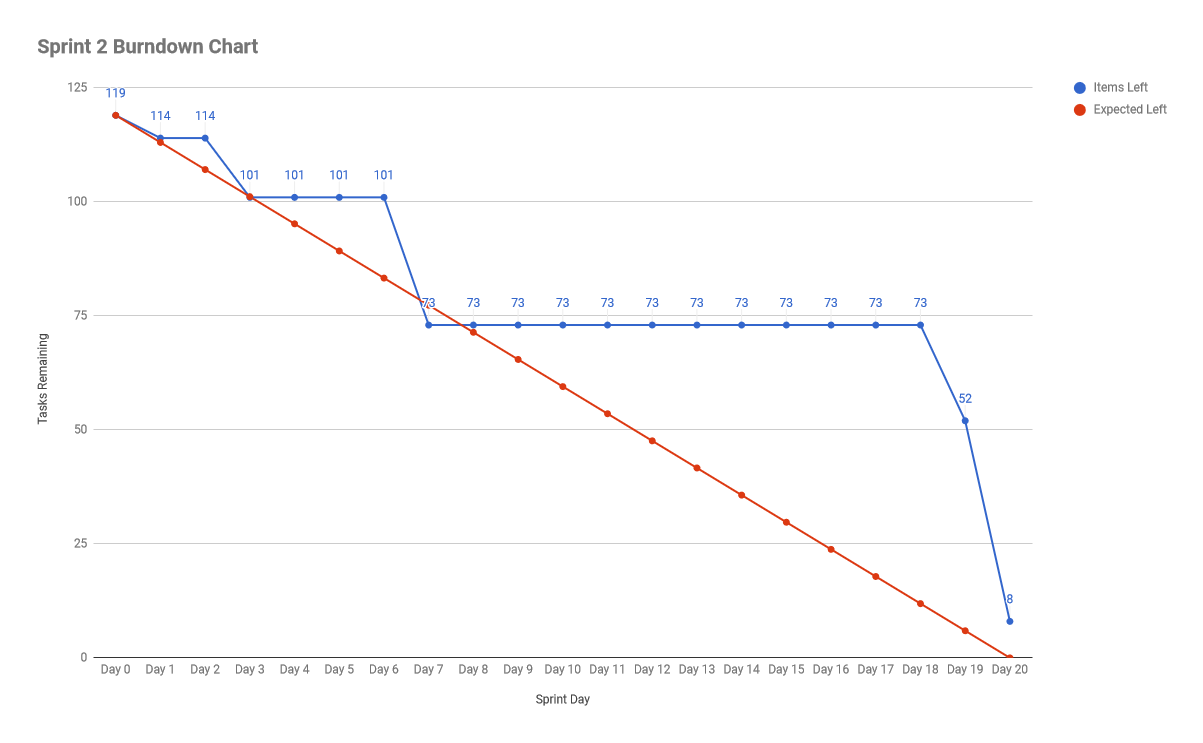 Sprint 2 Burndown Chart
Items Left
Expected Left
125
100
75
50
25
0
Tasks Remaining
119
114
114
101
101
101
101
73
73
73
73
73
73
73
73
73
73
73
73
52
8
Day 0
Day 1
Day 2
Day 3
Day 4
Day 5
Day 6
Day 7
Day 8
Day 9
Day 10
Day 11
Day 12
Day 13
Day 14
Day 15
Day 16
Day 17
Day 18
Day 19
Day 20
Sprint Day